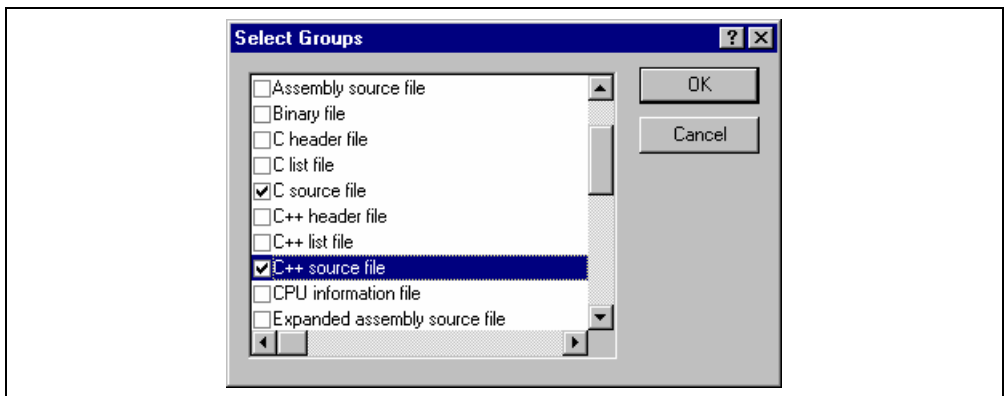 Select Groups
Assembly source file
OK
Binary file
C header file
Cancel
C list file
C source file
C++ header file
C++ list file
C++ source file
CPU information file
Expanded assembly source file